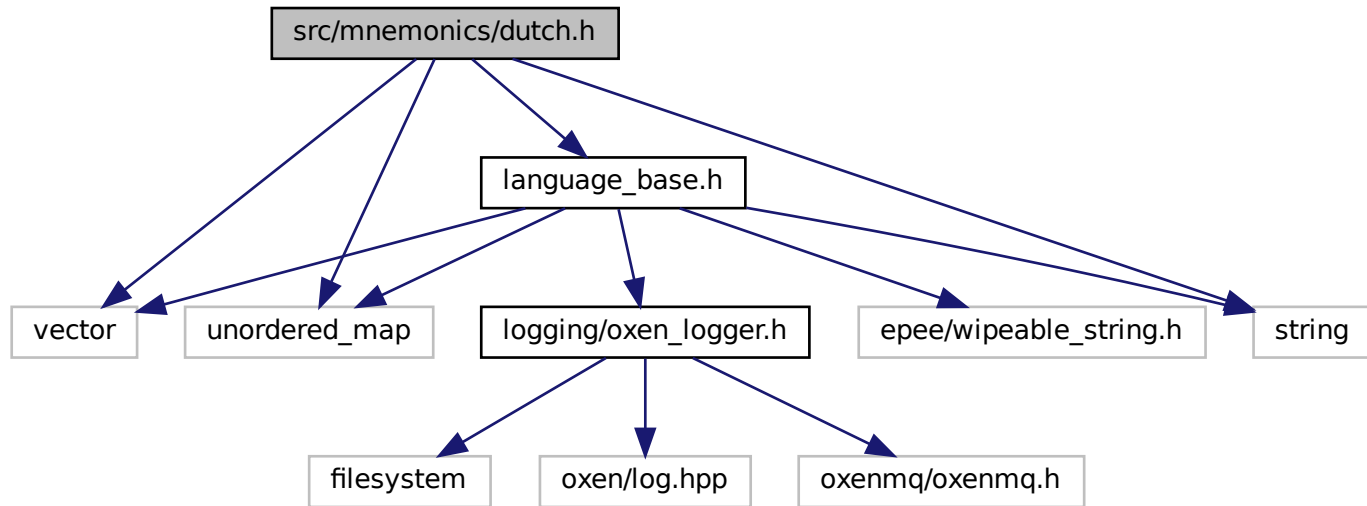 src/mnemonics/dutch.h
language_base.h
vector
unordered_map
logging/oxen_logger.h
epee/wipeable_string.h
string
filesystem
oxen/log.hpp
oxenmq/oxenmq.h